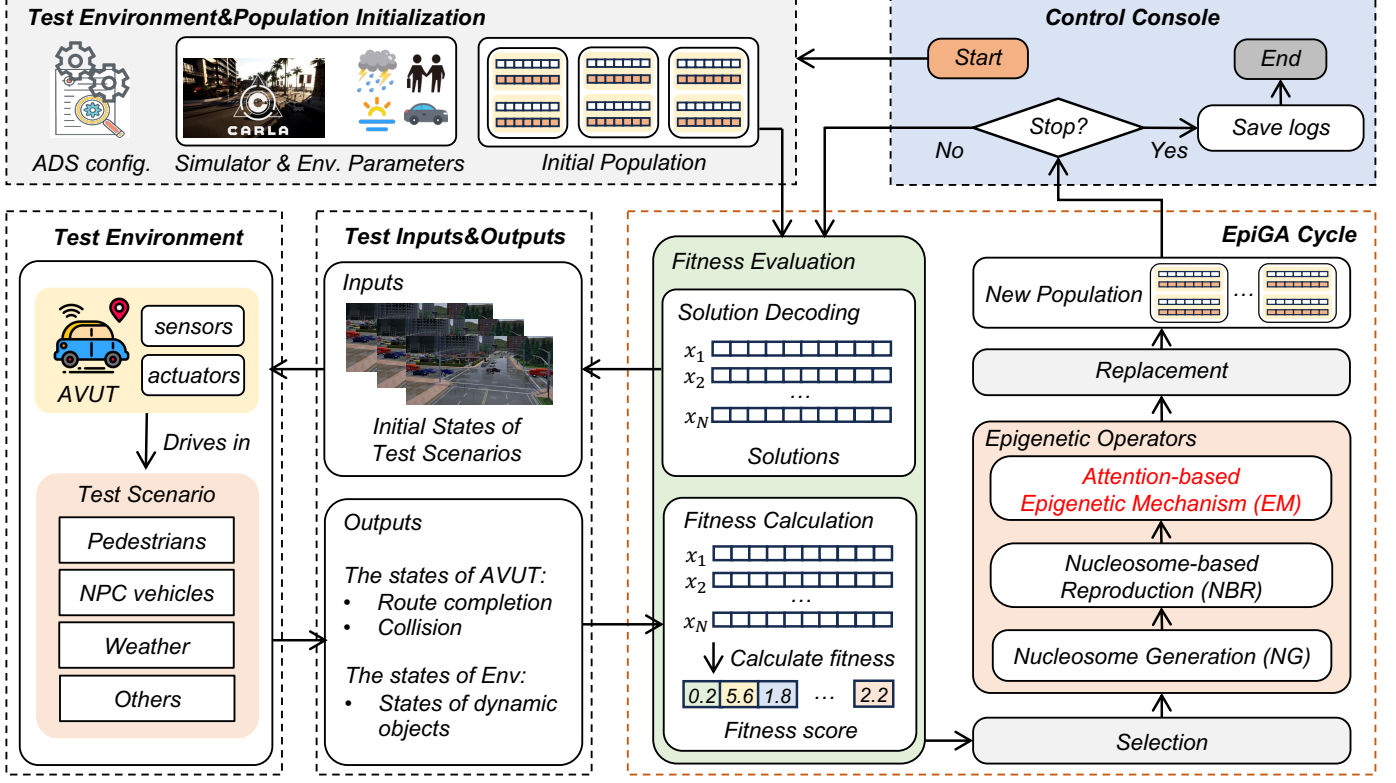 Test Environment&Population Initialization
CARLA
ADS config.
Simulator & Env. Parameters
Initial Population
Control Console
Start
End
Stop?
Save logs
No
Yes
Test Environment
sensors
actuators
AVUT
Drives in
Test Scenario
Pedestrians
NPC vehicles
Weather
Others
Test Inputs&Outputs
Inputs
Initial States of
Test Scenarios
Outputs
The states of AVUT:
• Route completion
• Collision
The states of Env:
• States of dynamic
objects
EpiGA Cycle
Fitness Evaluation
Solution Decoding
x1
x2
...
xN
Solutions
Fitness Calculation
x1
x2
...
xN
Calculate fitness
0.2 5.6 1.8 ... 2.2
Fitness score
New Population ...
Replacement
Epigenetic Operators
Attention-based
Epigenetic Mechanism (EM)
Nucleosome-based
Reproduction (NBR)
Nucleosome Generation (NG)
Selection